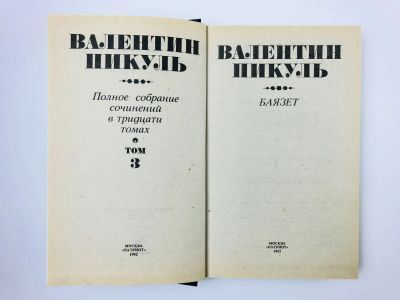 ВАЛЕНТИН
ПИКУЛЬ
Полное собрание
сочинений
в тридцати
томах
том
3
МОСКВА
«ПАТРИОТ»
1992
ВАЛЕНТИН
ПИКУЛЬ
БАЯЗЕТ
МОСКВА
«ПАТРИОТ»
1992